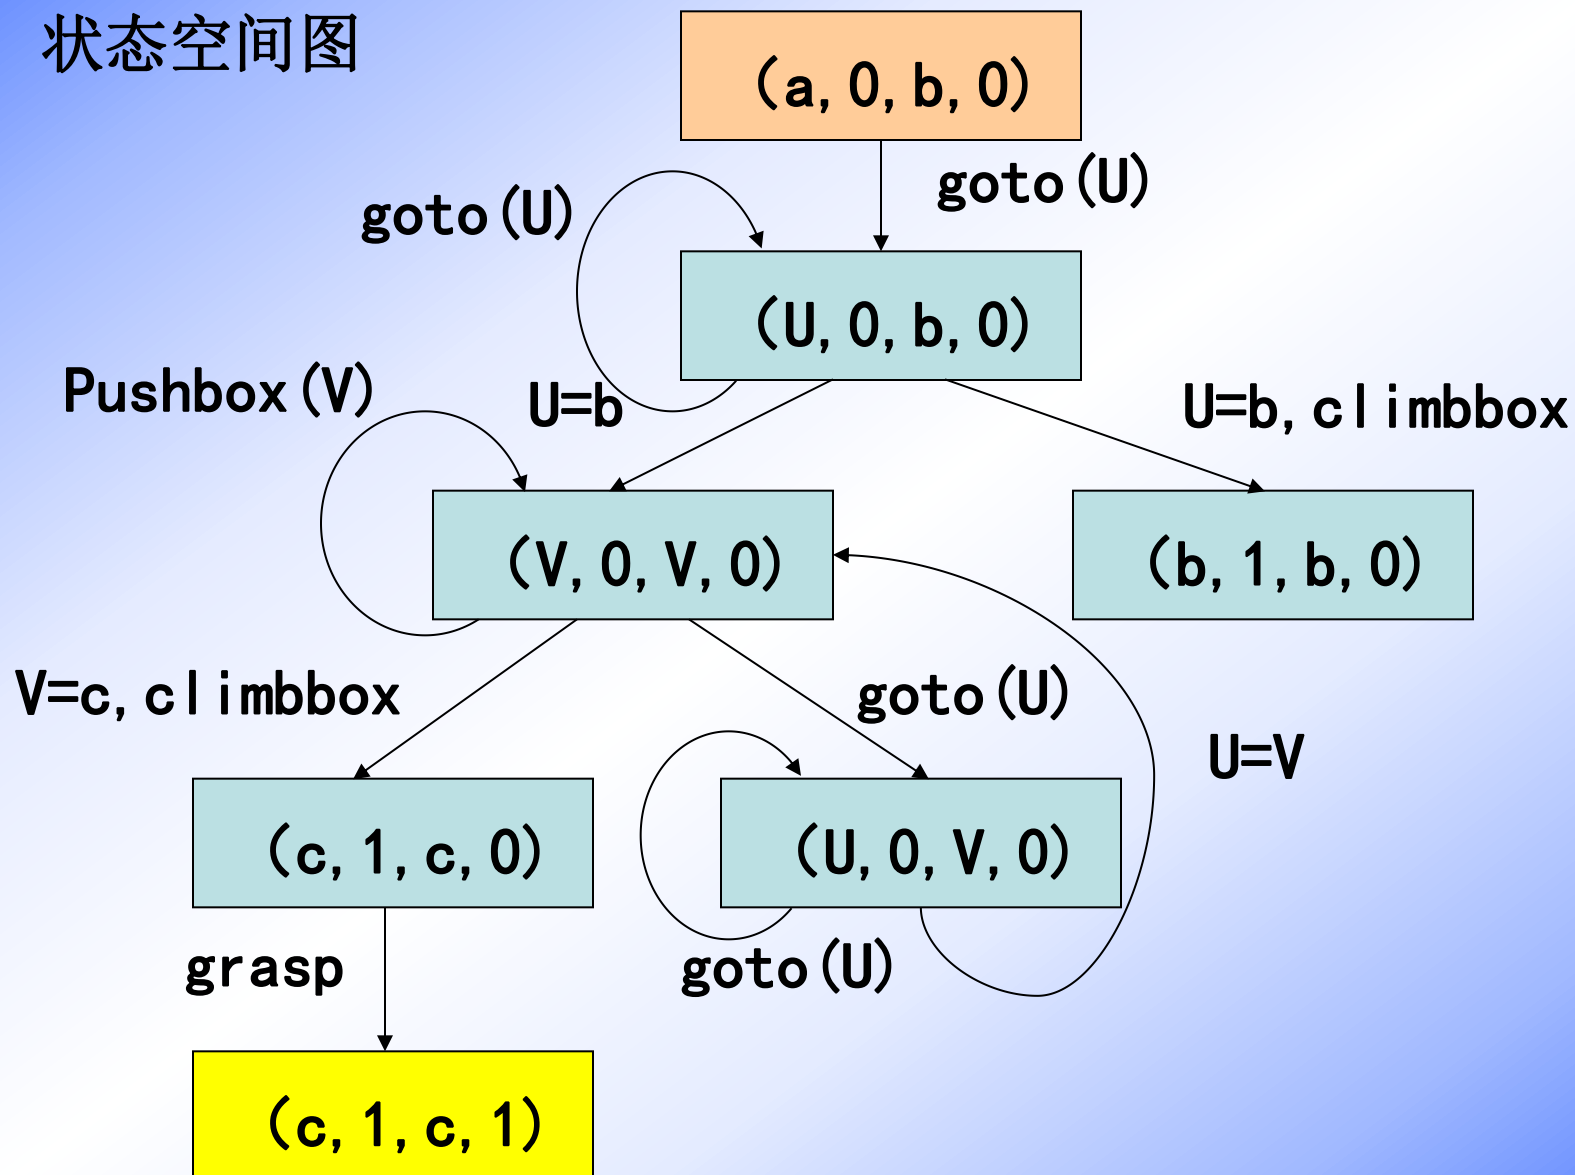 状态空间图
(a,0,b,0)
goto(U)
goto(U)
(U,0,b,0)
Pushbox(V)
U=b
U=b,climbbox
(V,0,V,0)
(b,1,b,0)
V=c,climbbox
goto(U)
U=V
(c,1,c,0)
(U,0,V,0)
grasp
goto(U)
(c,1,c,1)